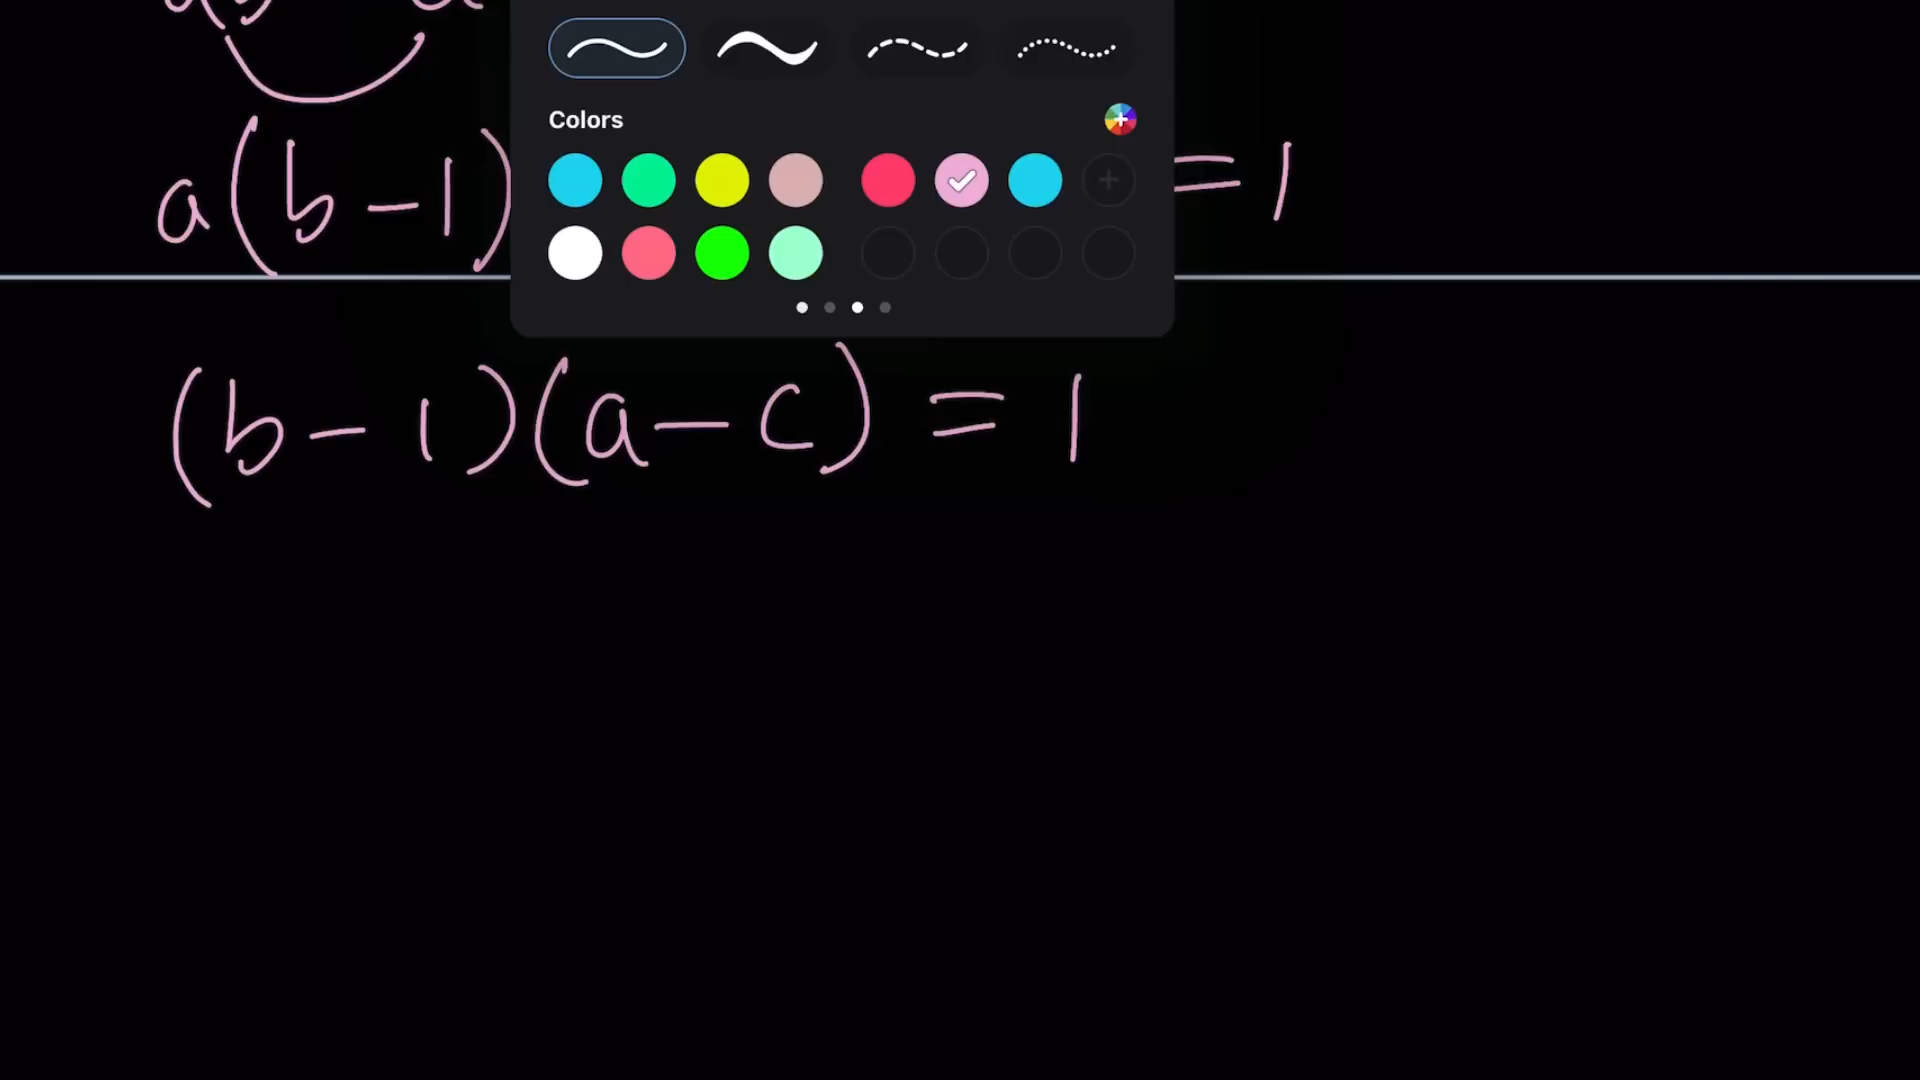 Colors
a(b-1) = 1
(b-1)(a-c) = 1